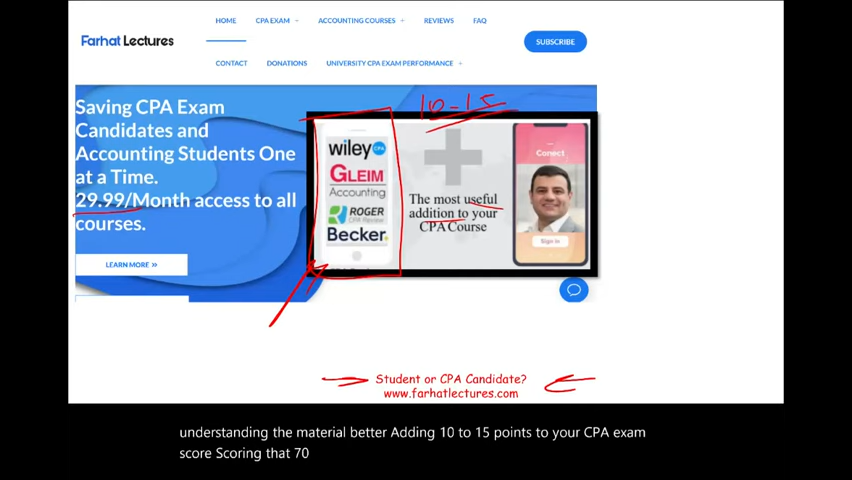 HOME
CPA EXAM
ACCOUNTING COURSES
REVIEWS
FAQ
Farhat Lectures
SUBSCRIBE
CONTACT
DONATIONS
UNIVERSITY CPA EXAM PERFORMANCE
Saving CPA Exam
Candidates and
Accounting Students One
at a Time.
29.99/Month access to all
courses.
LEARN MORE »
10-15
wiley CPA
GLEIM
Accounting
ROGER
CPA Review
Becker.
The most useful
addition to your
CPA Course
Conect
Sign in
Student or CPA Candidate?
www.farhatlectures.com
understanding the material better Adding 10 to 15 points to your CPA exam
score Scoring that 70